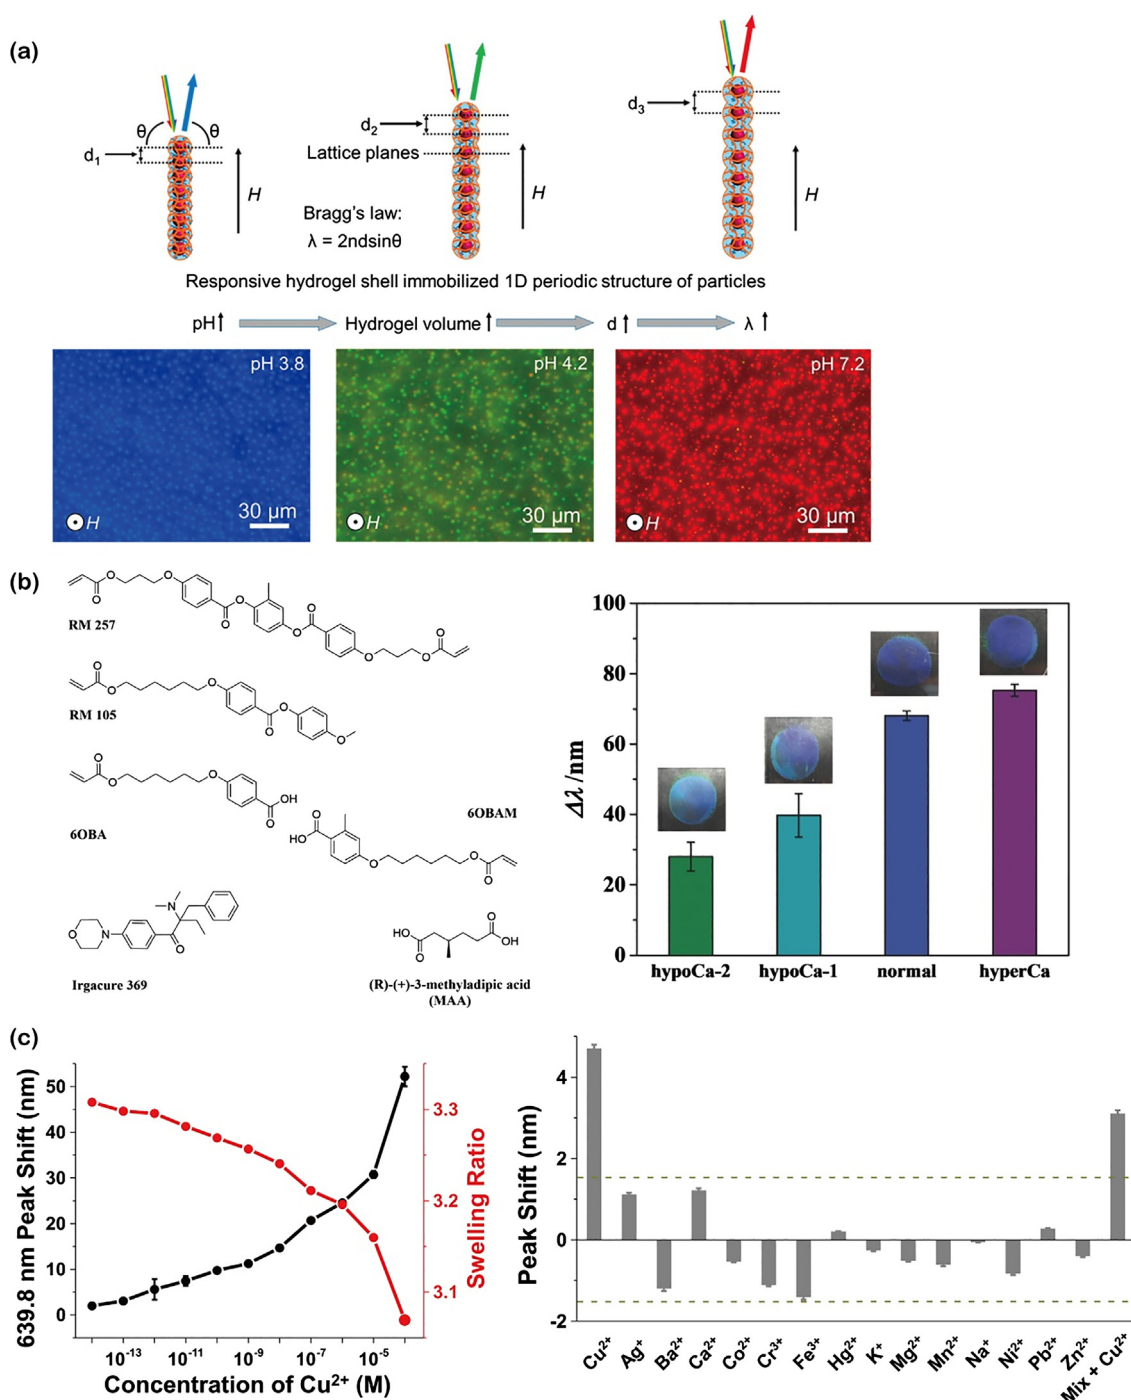 (a)
θ
θ
d₁
H
d₂
Lattice planes
H
Bragg's law:
λ = 2ndsinθ
d₃
H
Responsive hydrogel shell immobilized 1D periodic structure of particles
pH↑ Hydrogel volume↑ d↑ λ↑
pH 3.8
H
30 μm
pH 4.2
H
30 μm
pH 7.2
H
30 μm
(b)
O
O
O
O
O
O
O
O
O
O
RM 257
O
O
O
O
O
O
RM 105
O
O
O
OH
O
6OBA
O
HO
O
O
O
6OBAM
O
N
N
O
Irgacure 369
O
HO
O
OH
(R)-(+)-3-methyladipic acid
(MAA)
Δλ/nm
100
80
60
40
20
0
hypoCa-2 hypoCa-1 normal hyperCa
(c)
639.8 nm Peak Shift (nm)
50
40
30
20
10
0
3.3
3.2
3.1
Swelling Ratio
10⁻¹³ 10⁻¹¹ 10⁻⁹ 10⁻⁷ 10⁻⁵
Concentration of Cu²⁺ (M)
Peak Shift (nm)
4
2
0
-2
Cu²⁺ Ag⁺ Ba²⁺ Ca²⁺ Co²⁺ Cr³⁺ Fe³⁺ Hg²⁺ K⁺ Mg²⁺ Mn²⁺ Na⁺ Ni²⁺ Pb²⁺ Zn²⁺ Mix + Cu²⁺